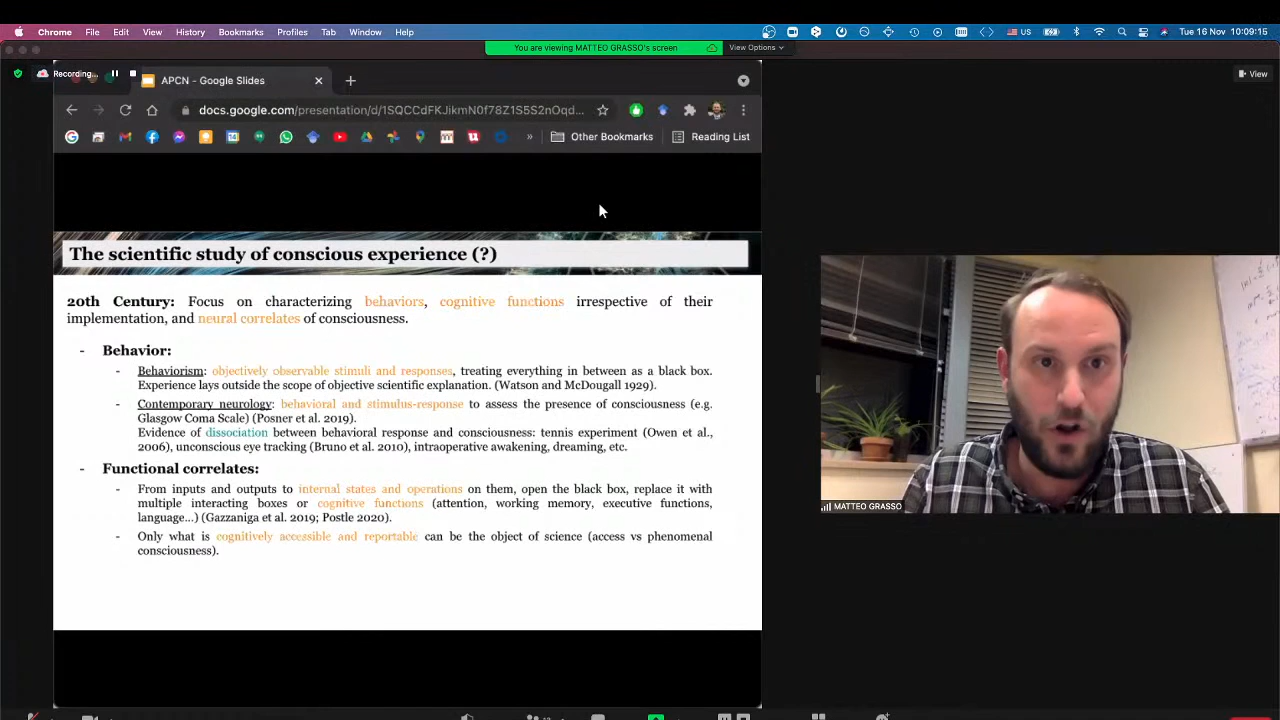 Chrome File Edit View History Bookmarks Profiles Tab Window Help US Tue 16 Nov 10:09:15
You are viewing MATTEO GRASSO's screen View Options
Recording... APCN - Google Slides View
docs.google.com/presentation/d/1SQCCdFKJikmN0f78Z1S5S2nOqd...
Other Bookmarks Reading List
The scientific study of conscious experience (?)
20th Century: Focus on characterizing behaviors, cognitive functions irrespective of their
implementation, and neural correlates of consciousness.
- Behavior:
- Behaviorism: objectively observable stimuli and responses, treating everything in between as a black box.
Experience lays outside the scope of objective scientific explanation. (Watson and McDougall 1929).
- Contemporary neurology: behavioral and stimulus-response to assess the presence of consciousness (e.g.
Glasgow Coma Scale) (Posner et al. 2019).
Evidence of dissociation between behavioral response and consciousness: tennis experiment (Owen et al.,
2006), unconscious eye tracking (Bruno et al. 2010), intraoperative awakening, dreaming, etc.
- Functional correlates:
- From inputs and outputs to internal states and operations on them, open the black box, replace it with
multiple interacting boxes or cognitive functions (attention, working memory, executive functions,
language...) (Gazzaniga et al. 2019; Postle 2020).
- Only what is cognitively accessible and reportable can be the object of science (access vs phenomenal
consciousness).
MATTEO GRASSO